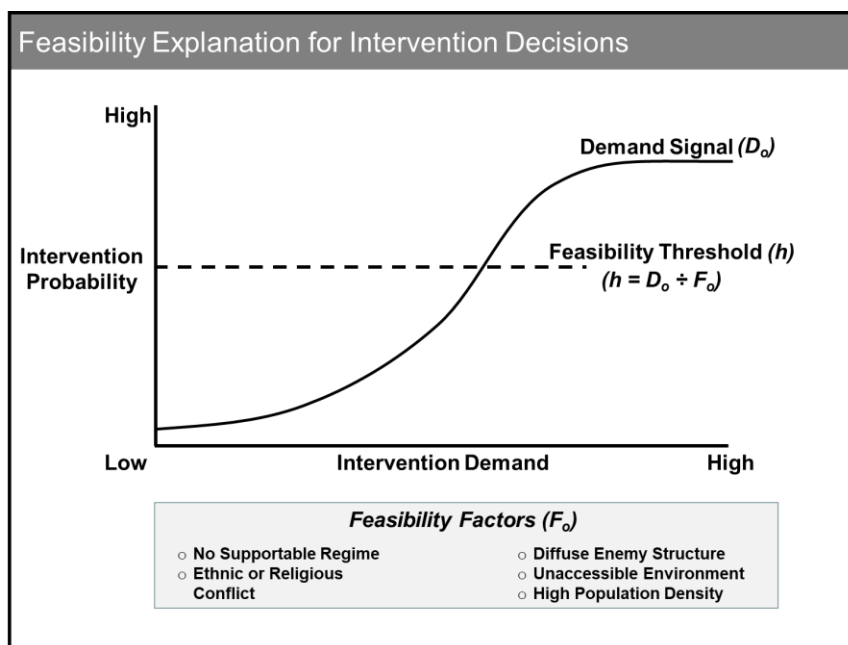 Feasibility Explanation for Intervention Decisions
High
Demand Signal (Dₒ)
Intervention
Probability
Feasibility Threshold (h)
(h = Dₒ ÷ Fₒ)
Low
Intervention Demand
High
Feasibility Factors (Fₒ)
○ No Supportable Regime
○ Ethnic or Religious
Conflict
○ Diffuse Enemy Structure
○ Unaccessible Environment
○ High Population Density